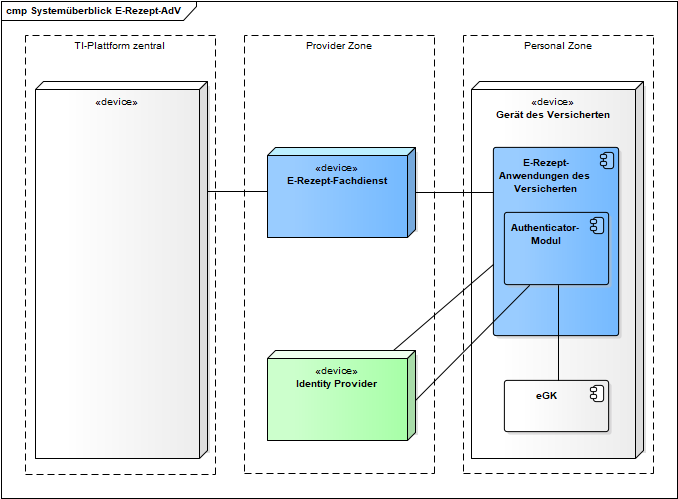 cmp Systemüberblick E-Rezept-AdV
TI-Plattform zentral
«device»
Provider Zone
«device»
E-Rezept-Fachdienst
«device»
Identity Provider
Personal Zone
«device»
Gerät des Versicherten
E-Rezept-
Anwendungen des
Versicherten
Authenticator-
Modul
eGK